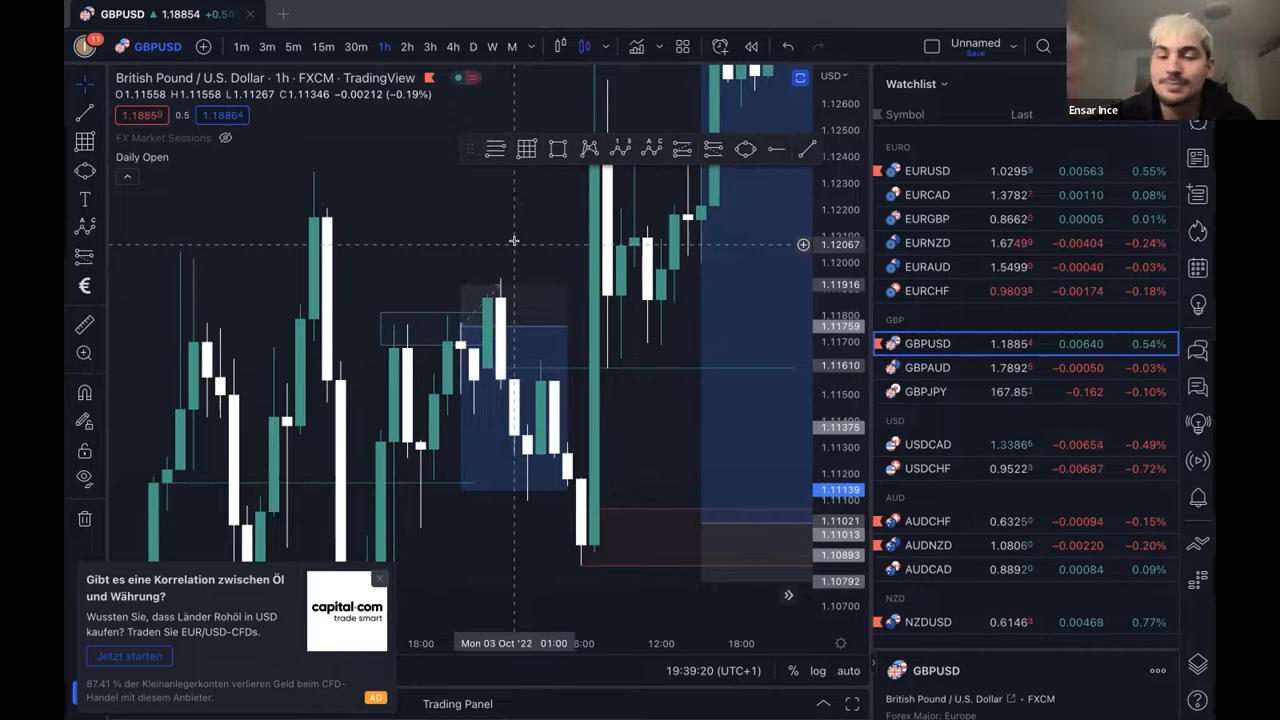 GBPUSD ▲ 1.18854 +0.5
11
GBPUSD
1m 3m 5m 15m 30m 1h 2h 3h 4h D W M
Unnamed
Save
Ensar Ince
British Pound / U.S. Dollar · 1h · FXCM · TradingView
O1.11558 H1.11558 L1.11267 C1.11346 −0.00212 (−0.19%)
1.18859 0.5 1.18864
FX Market Sessions
Daily Open
USD
1.12600
1.12500
1.12400
1.12300
1.12200
1.12067
1.12000
1.11916
1.11800
1.11759
1.11700
1.11610
1.11500
1.11375
1.11300
1.11200
1.11139
1.11100
1.11021
1.11013
1.10893
1.10792
1.10700
18:00 Mon 03 Oct '22 01:00 6:00 12:00 18:00
19:39:20 (UTC+1) % log auto
Trading Panel
Gibt es eine Korrelation zwischen Öl
und Währung?
Wussten Sie, dass Länder Rohöl in USD
kaufen? Traden Sie EUR/USD-CFDs.
Jetzt starten
87.41 % der Kleinanlegerkonten verlieren Geld beim CFD-
Handel mit diesem Anbieter.
AD
capital.com
trade smart
Watchlist
Symbol Last
EURO
EURUSD 1.02959 0.00563 0.55%
EURCAD 1.37827 0.00110 0.08%
EURGBP 0.86620 0.00005 0.01%
EURNZD 1.67499 −0.00404 −0.24%
EURAUD 1.54990 −0.00040 −0.03%
EURCHF 0.98038 −0.00174 −0.18%
GBP
GBPUSD 1.18854 0.00640 0.54%
GBPAUD 1.78925 −0.00050 −0.03%
GBPJPY 167.852 −0.162 −0.10%
USD
USDCAD 1.33866 −0.00654 −0.49%
USDCHF 0.95223 −0.00687 −0.72%
AUD
AUDCHF 0.63250 −0.00094 −0.15%
AUDNZD 1.08060 −0.00220 −0.20%
AUDCAD 0.88920 0.00084 0.09%
NZD
NZDUSD 0.61463 0.00468 0.77%
GBPUSD
British Pound / U.S. Dollar · FXCM
Forex Major: Europe